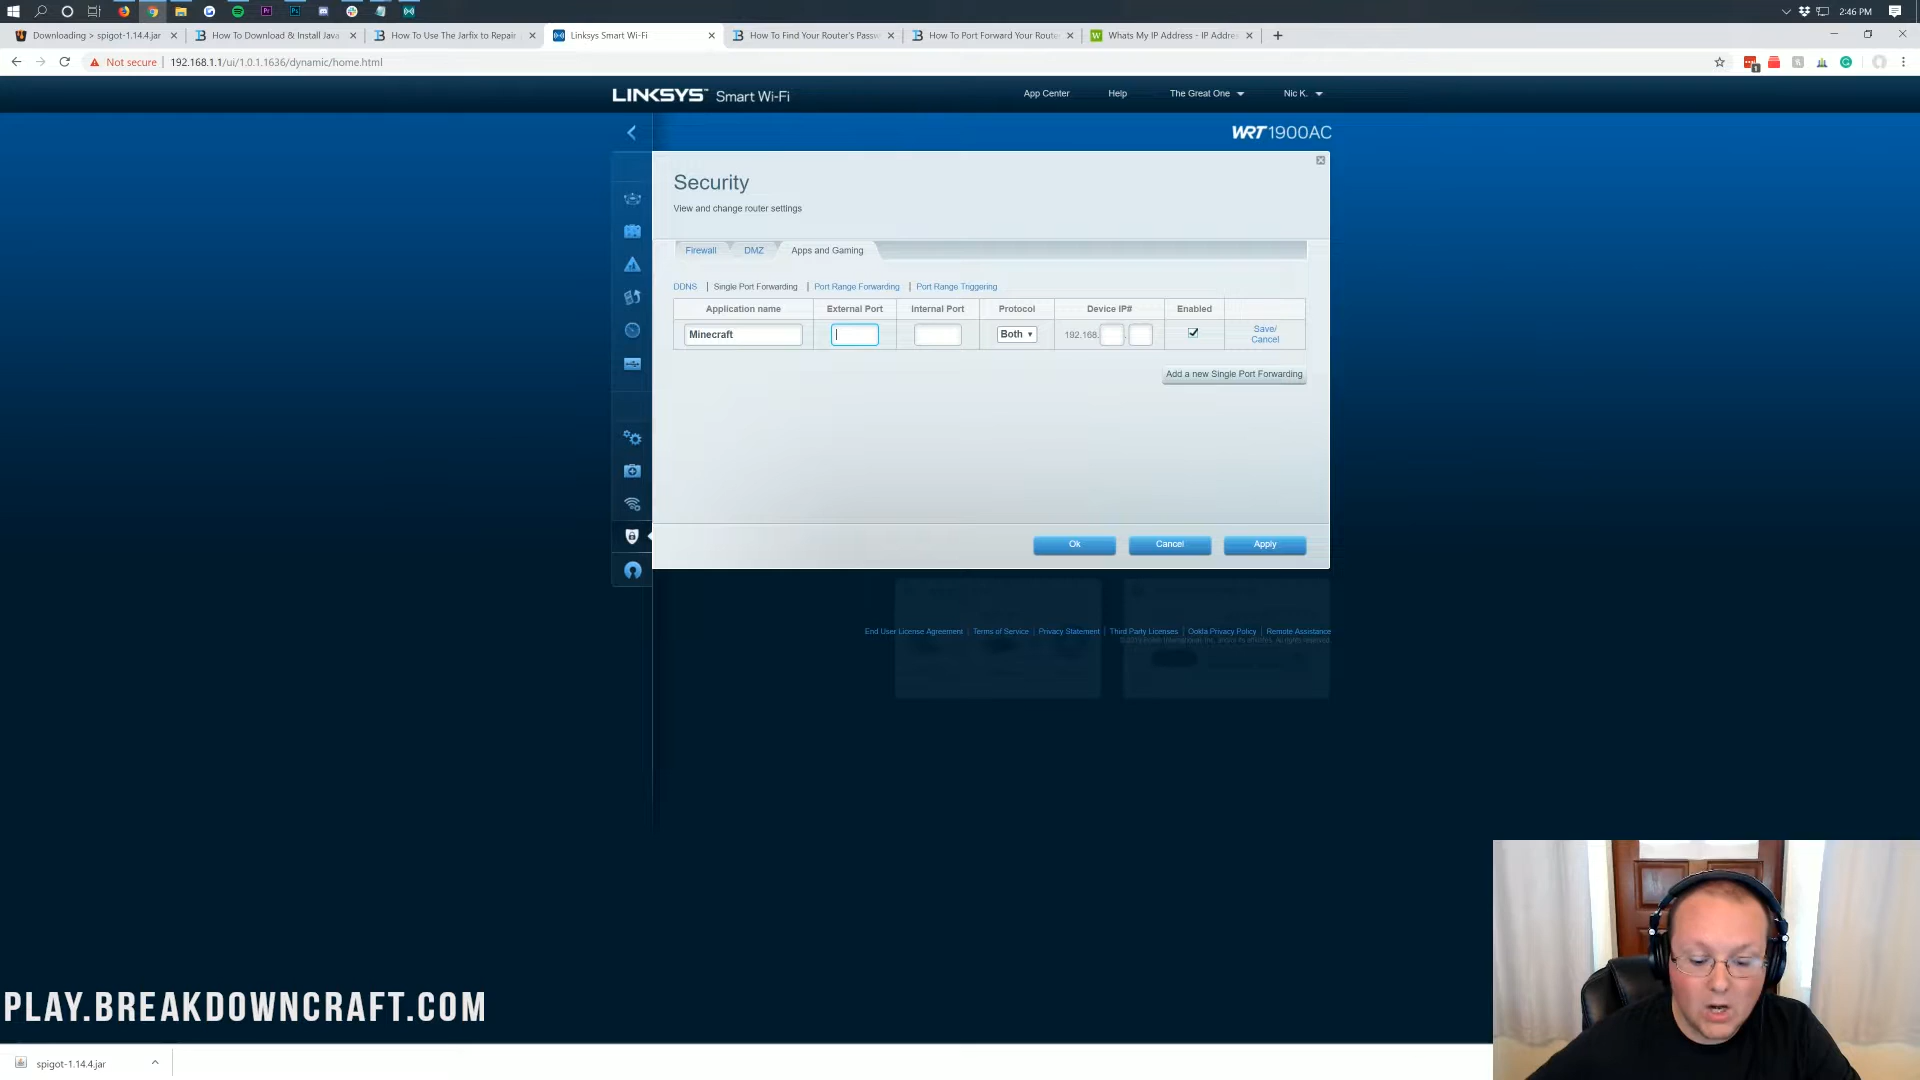 2:46 PM
Downloading > spigot-1.14.4.jar
How To Download & Install Java
How To Use The Jarfix to Repair
Linksys Smart Wi-Fi
How To Find Your Router's Passw
How To Port Forward Your Route
Whats My IP Address - IP Addre
Not secure | 192.168.1.1/ui/1.0.1.1636/dynamic/home.html
LINKSYS Smart Wi-Fi
App Center
Help
The Great One
Nic K.
WRT 1900AC
Security
View and change router settings
Firewall
DMZ
Apps and Gaming
DDNS | Single Port Forwarding | Port Range Forwarding | Port Range Triggering
Application name
External Port
Internal Port
Protocol
Device IP#
Enabled
Minecraft
Both
192.168.
Save/
Cancel
Add a new Single Port Forwarding
Ok
Cancel
Apply
End User License Agreement | Terms of Service | Privacy Statement | Third Party Licenses | Ookla Privacy Policy | Remote Assistance
PLAY.BREAKDOWNCRAFT.COM
spigot-1.14.4.jar